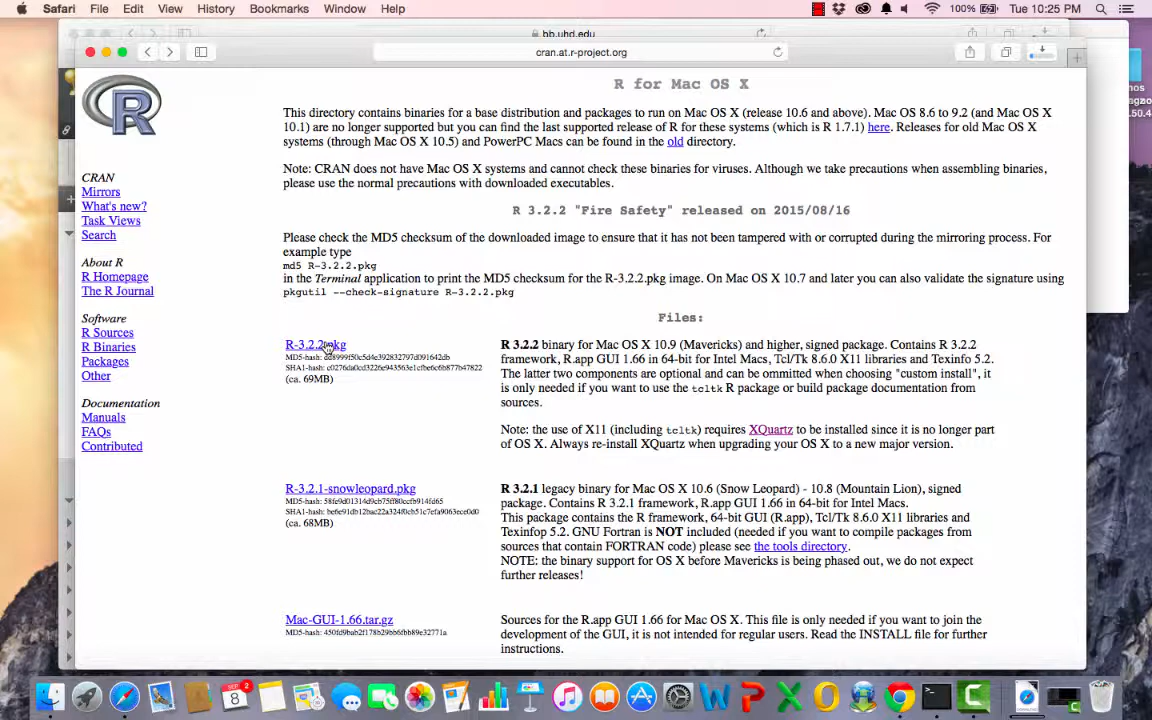 Safari File Edit View History Bookmarks Window Help 100% Tue 10:25 PM
bb.uhd.edu
cran.at.r-project.org
R
R for Mac OS X
This directory contains binaries for a base distribution and packages to run on Mac OS X (release 10.6 and above). Mac OS 8.6 to 9.2 (and Mac OS X
10.1) are no longer supported but you can find the last supported release of R for these systems (which is R 1.7.1) here. Releases for old Mac OS X
systems (through Mac OS X 10.5) and PowerPC Macs can be found in the old directory.
Note: CRAN does not have Mac OS X systems and cannot check these binaries for viruses. Although we take precautions when assembling binaries,
please use the normal precautions with downloaded executables.
R 3.2.2 "Fire Safety" released on 2015/08/16
Please check the MD5 checksum of the downloaded image to ensure that it has not been tampered with or corrupted during the mirroring process. For
example type
md5 R-3.2.2.pkg
in the Terminal application to print the MD5 checksum for the R-3.2.2.pkg image. On Mac OS X 10.7 and later you can also validate the signature using
pkgutil --check-signature R-3.2.2.pkg
Files:
CRAN
Mirrors
What's new?
Task Views
Search
About R
R Homepage
The R Journal
Software
R Sources
R Binaries
Packages
Other
Documentation
Manuals
FAQs
Contributed
R-3.2.2.pkg
MD5-hash:
SHA1-hash:
(ca. 69MB)
R 3.2.2 binary for Mac OS X 10.9 (Mavericks) and higher, signed package. Contains R 3.2.2
framework, R.app GUI 1.66 in 64-bit for Intel Macs, Tcl/Tk 8.6.0 X11 libraries and Texinfo 5.2.
The latter two components are optional and can be ommitted when choosing "custom install", it
is only needed if you want to use the tcltk R package or build package documentation from
sources.
Note: the use of X11 (including tcltk) requires XQuartz to be installed since it is no longer part
of OS X. Always re-install XQuartz when upgrading your OS X to a new major version.
R-3.2.1-snowleopard.pkg
MD5-hash:
SHA1-hash:
(ca. 68MB)
R 3.2.1 legacy binary for Mac OS X 10.6 (Snow Leopard) - 10.8 (Mountain Lion), signed
package. Contains R 3.2.1 framework, R.app GUI 1.66 in 64-bit for Intel Macs.
This package contains the R framework, 64-bit GUI (R.app), Tcl/Tk 8.6.0 X11 libraries and
Texinfop 5.2. GNU Fortran is NOT included (needed if you want to compile packages from
sources that contain FORTRAN code) please see the tools directory.
NOTE: the binary support for OS X before Mavericks is being phased out, we do not expect
further releases!
Mac-GUI-1.66.tar.gz
MD5-hash:
Sources for the R.app GUI 1.66 for Mac OS X. This file is only needed if you want to join the
development of the GUI, it is not intended for regular users. Read the INSTALL file for further
instructions.